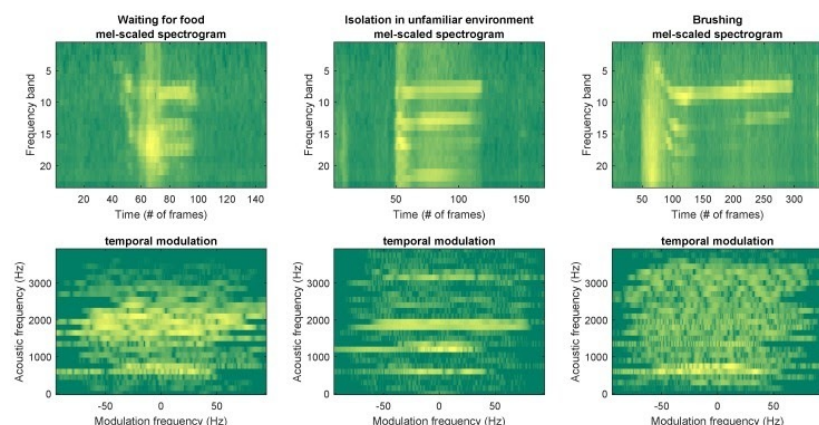 Waiting for food
mel-scaled spectrogram
5
10
15
20
Frequency band
20 40 60 80 100 120 140
Time (# of frames)
Isolation in unfamiliar environment
mel-scaled spectrogram
5
10
15
20
Frequency band
50 100 150
Time (# of frames)
Brushing
mel-scaled spectrogram
5
10
15
20
Frequency band
50 100 150 200 250 300
Time (# of frames)
temporal modulation
3000
2000
1000
0
Acoustic frequency (Hz)
-50 0 50
Modulation frequency (Hz)
temporal modulation
3000
2000
1000
0
Acoustic frequency (Hz)
-50 0 50
Modulation frequency (Hz)
temporal modulation
3000
2000
1000
0
Acoustic frequency (Hz)
-50 0 50
Modulation frequency (Hz)